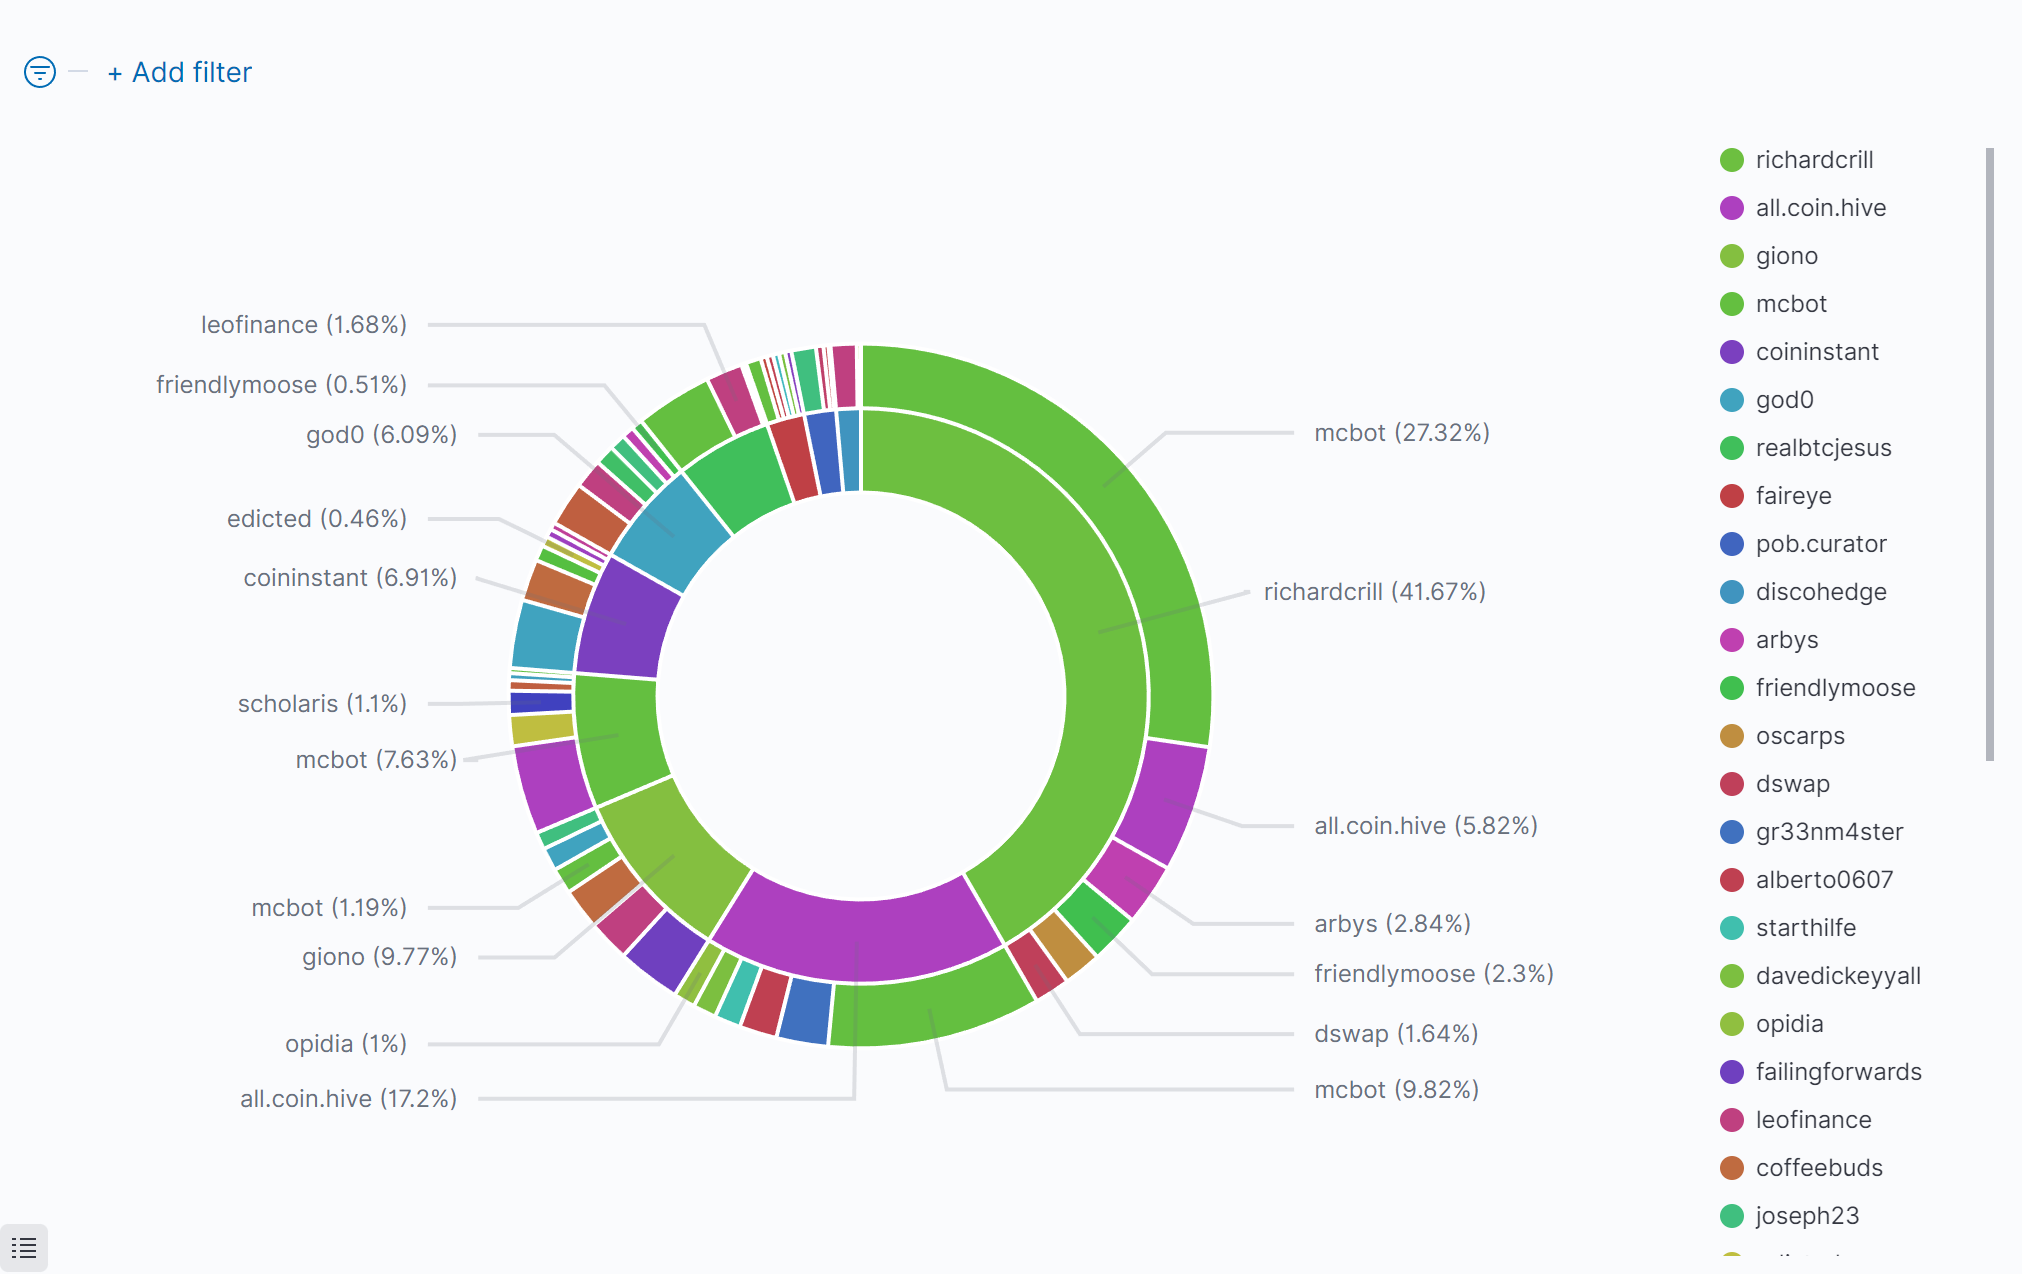 + Add filter
leofinance (1.68%)
friendlymoose (0.51%)
god0 (6.09%)
edicted (0.46%)
coininstant (6.91%)
scholaris (1.1%)
mcbot (7.63%)
mcbot (1.19%)
giono (9.77%)
opidia (1%)
all.coin.hive (17.2%)
mcbot (27.32%)
richardcrill (41.67%)
all.coin.hive (5.82%)
arbys (2.84%)
friendlymoose (2.3%)
dswap (1.64%)
mcbot (9.82%)
richardcrill
all.coin.hive
giono
mcbot
coininstant
god0
realbtcjesus
faireye
pob.curator
discohedge
arbys
friendlymoose
oscarps
dswap
gr33nm4ster
alberto0607
starthilfe
davedickeyyall
opidia
failingforwards
leofinance
coffeebuds
joseph23